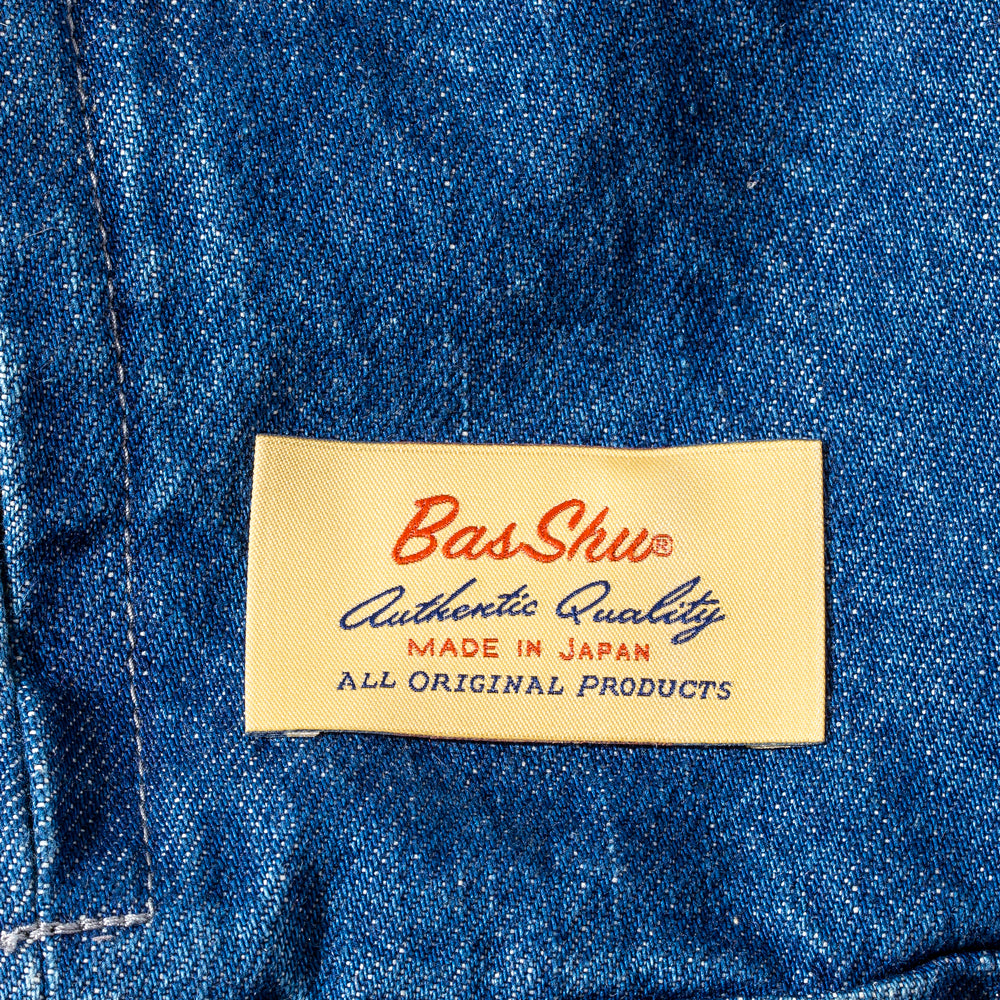 BasShu®
Authentic Quality
MADE IN JAPAN
ALL ORIGINAL PRODUCTS